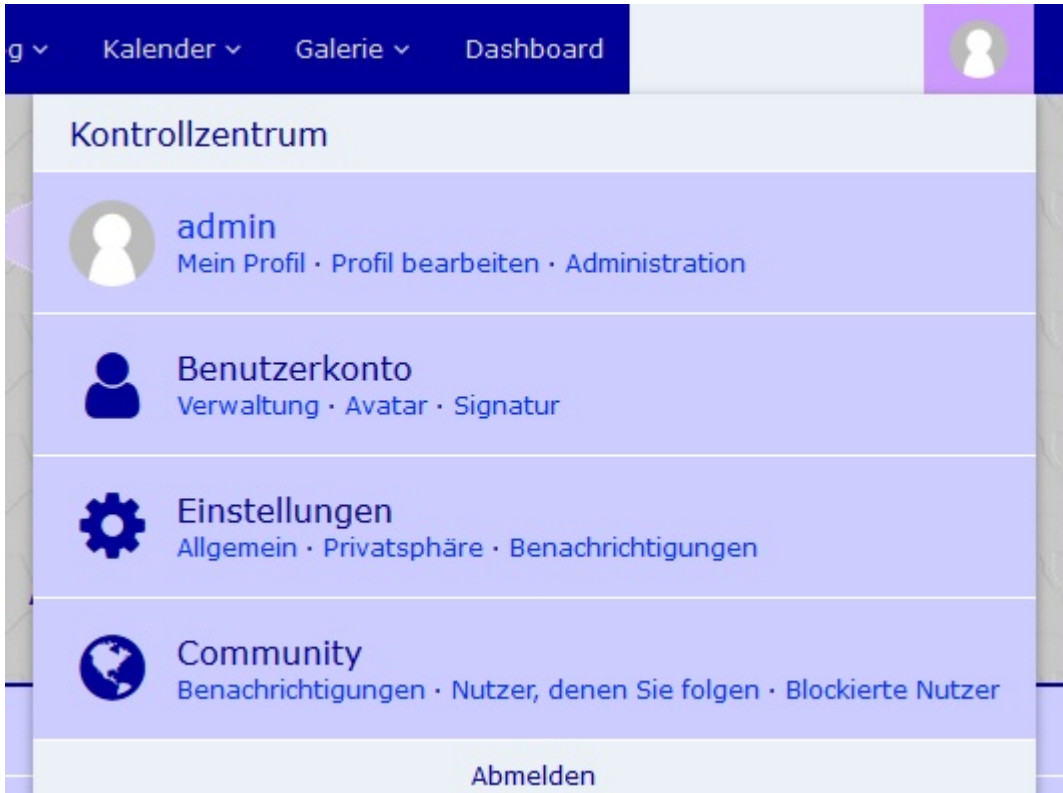 g Kalender Galerie Dashboard
Kontrollzentrum
admin
Mein Profil · Profil bearbeiten · Administration
Benutzerkonto
Verwaltung · Avatar · Signatur
Einstellungen
Allgemein · Privatsphäre · Benachrichtigungen
Community
Benachrichtigungen · Nutzer, denen Sie folgen · Blockierte Nutzer
Abmelden